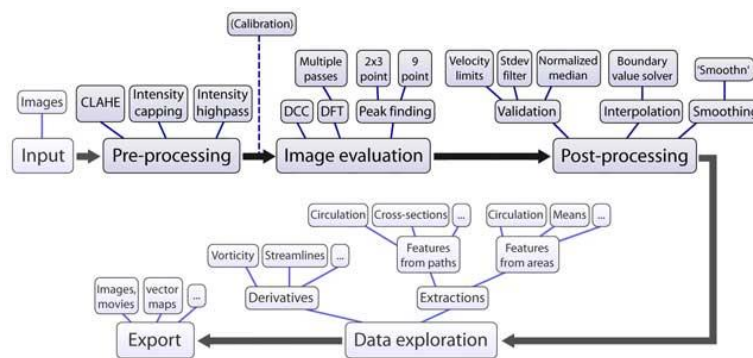 (Calibration)
Multiple passes
2x3 point
9 point
Velocity limits
Stdev filter
Normalized median
Boundary value solver
'Smoothn'
Images
CLAHE
Intensity capping
Intensity highpass
DCC
DFT
Peak finding
Validation
Interpolation
Smoothing
Input
Pre-processing
Image evaluation
Post-processing
Circulation
Cross-sections
...
Circulation
Means
...
Vorticity
Streamlines
...
Features from paths
Features from areas
Images, movies
vector maps
...
Derivatives
Extractions
Export
Data exploration